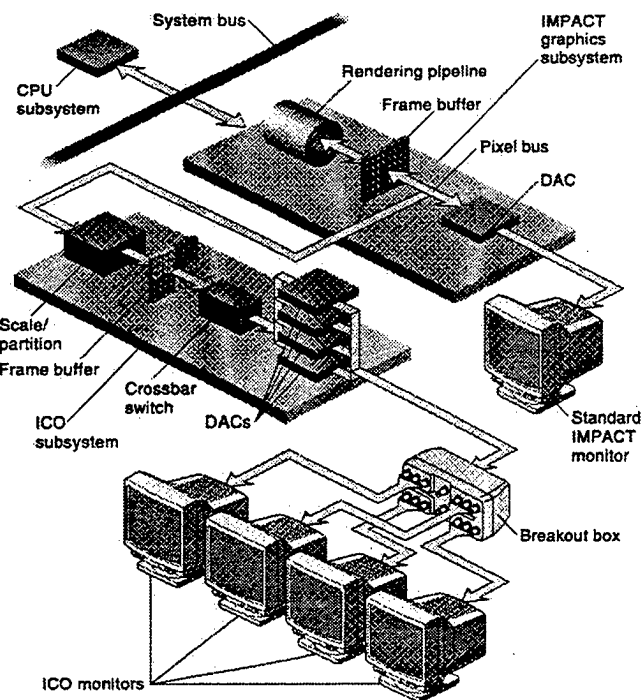 System bus
IMPACT
graphics
subsystem
CPU
subsystem
Rendering pipeline
Frame buffer
Pixel bus
DAC
Scale/
partition
Frame buffer
Crossbar
switch
ICO
subsystem
DACs
Standard
IMPACT
monitor
Breakout box
ICO monitors